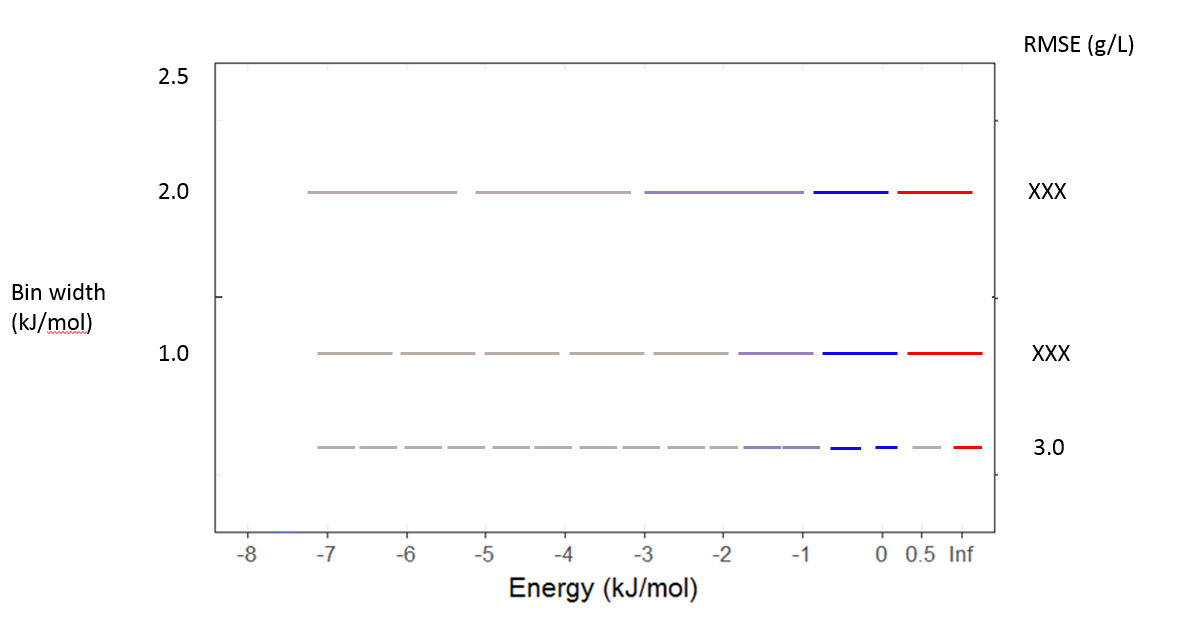 RMSE (g/L)
2.5
2.0
XXX
Bin width
(kJ/mol)
1.0
XXX
3.0
-8 -7 -6 -5 -4 -3 -2 -1 0 0.5 Inf
Energy (kJ/mol)